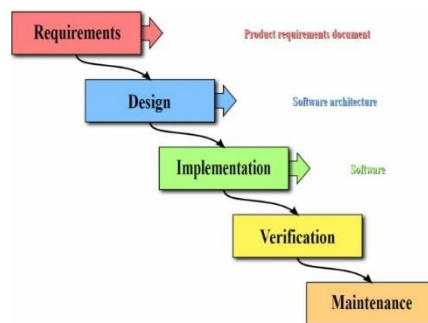 Requirements
Product requirements document
Design
Software architecture
Implementation
Software
Verification
Maintenance